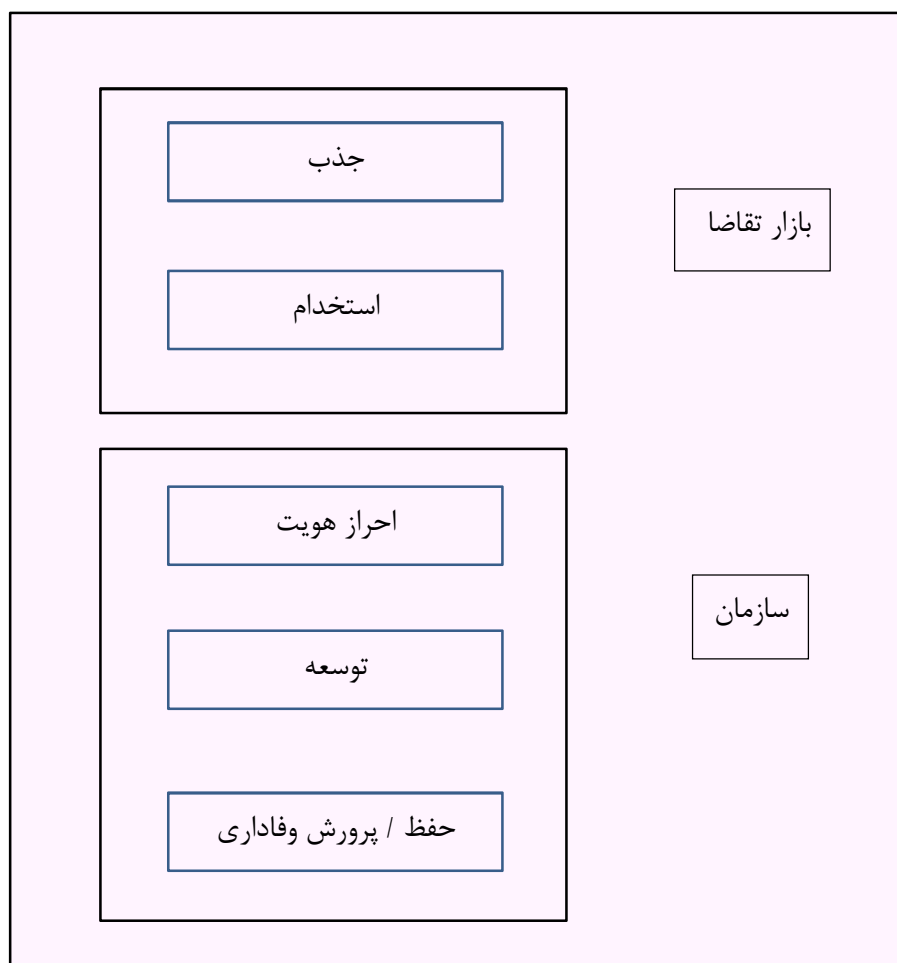 جذب
بازار تقاضا
استخدام
احراز هویت
سازمان
توسعه
حفظ / پرورش وفاداری